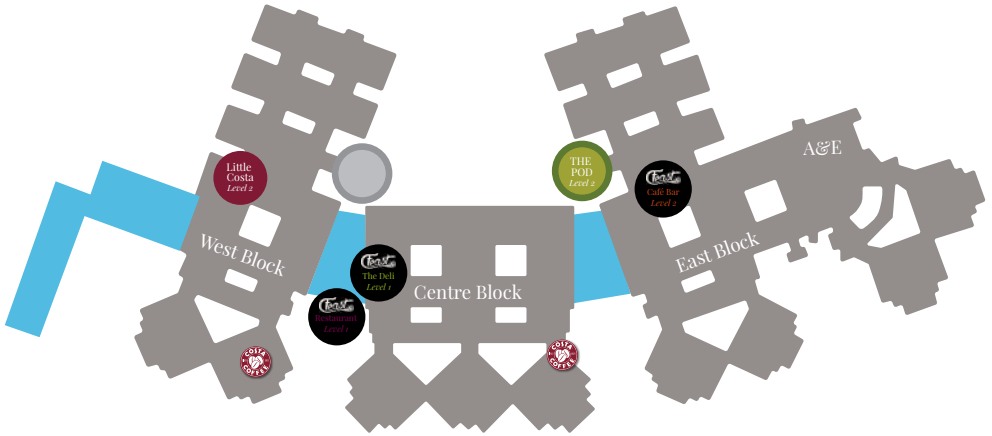 Little
Costa
Level 2
THE
POD
Level 2
A&E
Feast
Café Bar
Level 2
West Block
Feast
The Deli
Level 1
Centre Block
East Block
Feast
Restaurant
Level 1
COSTA
COFFEE
COSTA
COFFEE